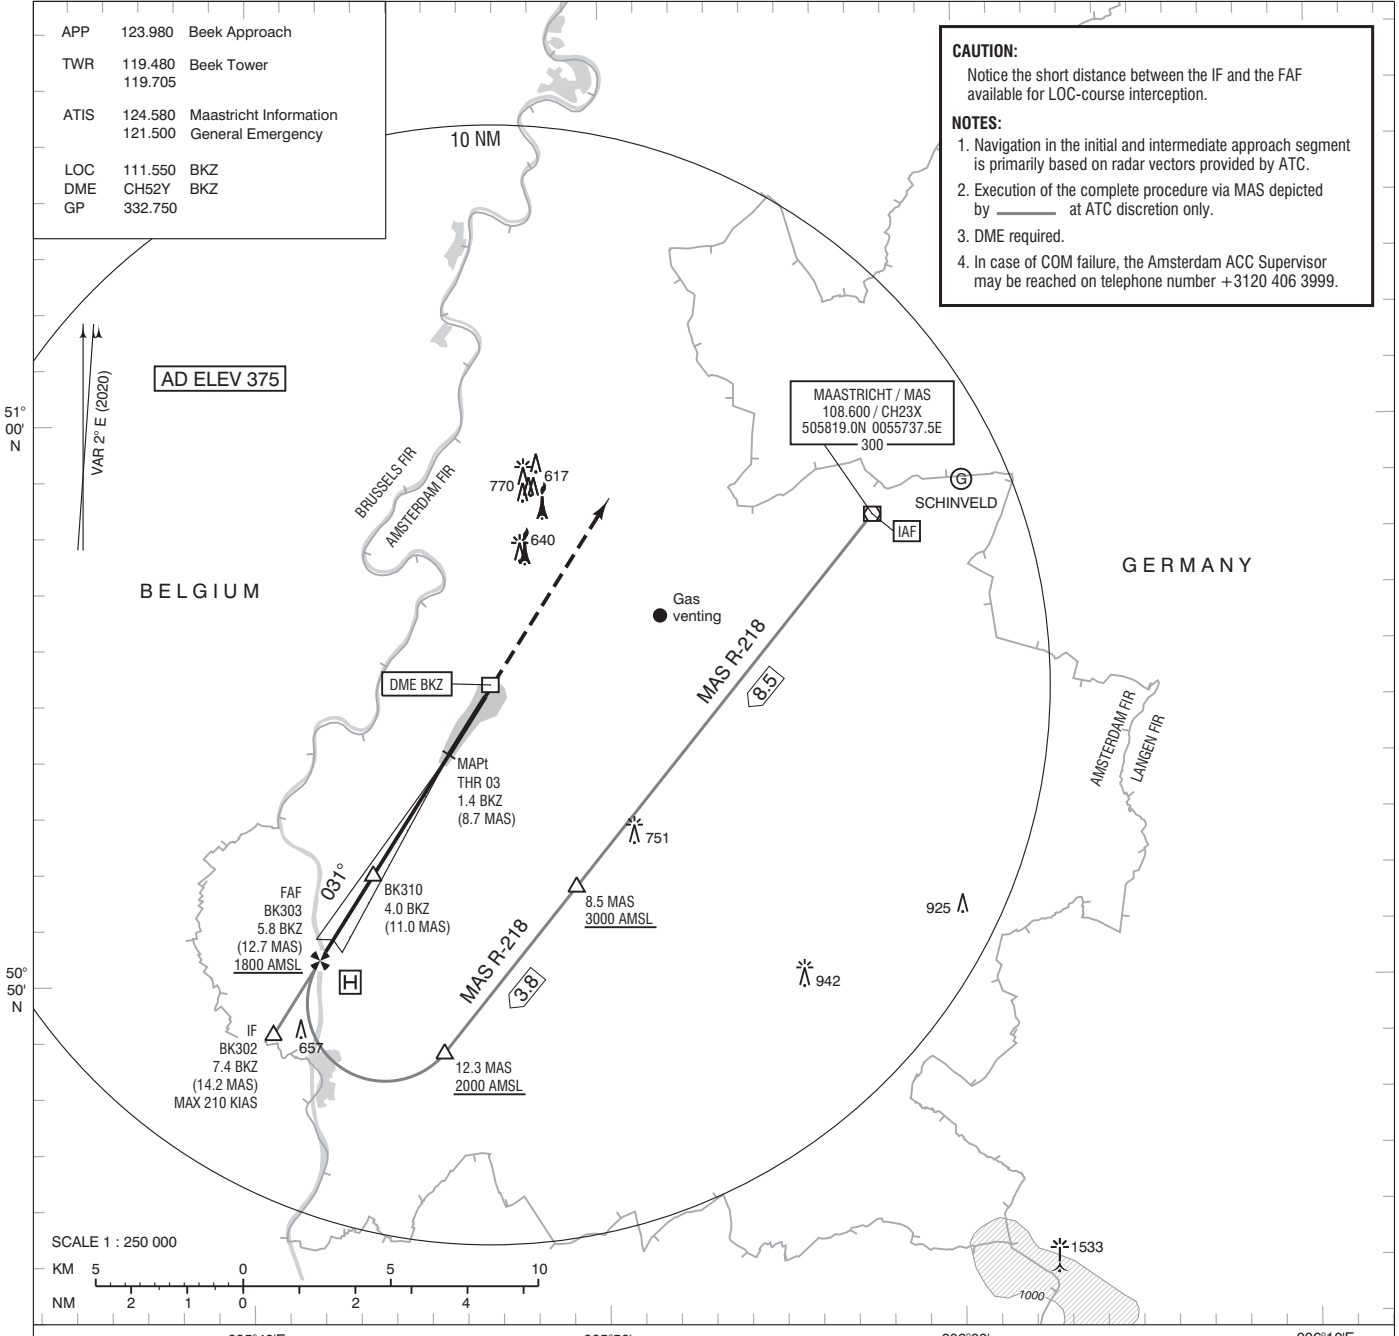 APP 123.980 Beek Approach
TWR 119.480 Beek Tower
119.705
ATIS 124.580 Maastricht Information
121.500 General Emergency
LOC 111.550 BKZ
DME CH52Y BKZ
GP 332.750
10 NM
CAUTION:
Notice the short distance between the IF and the FAF
available for LOC-course interception.
NOTES:
1. Navigation in the initial and intermediate approach segment
is primarily based on radar vectors provided by ATC.
2. Execution of the complete procedure via MAS depicted
by at ATC discretion only.
3. DME required.
4. In case of COM failure, the Amsterdam ACC Supervisor
may be reached on telephone number +3120 406 3999.
VAR 2° E (2020)
AD ELEV 375
51°
00'
N
MAASTRICHT / MAS
108.600 / CH23X
505819.0N 0055737.5E
300
BRUSSELS FIR
AMSTERDAM FIR
770
617
640
G
SCHINVELD
IAF
BELGIUM
GERMANY
Gas
venting
MAS R-218
8.5
DME BKZ
AMSTERDAM FIR
LANGEN FIR
MAPt
THR 03
1.4 BKZ
(8.7 MAS)
751
031°
FAF
BK303
5.8 BKZ
(12.7 MAS)
1800 AMSL
BK310
4.0 BKZ
(11.0 MAS)
8.5 MAS
3000 AMSL
925
MAS R-218
3.8
942
50°
50'
N
H
IF
BK302
7.4 BKZ
(14.2 MAS)
MAX 210 KIAS
657
12.3 MAS
2000 AMSL
SCALE 1 : 250 000
KM 5 0 5 10
NM 2 1 0 2 4
1533
1000